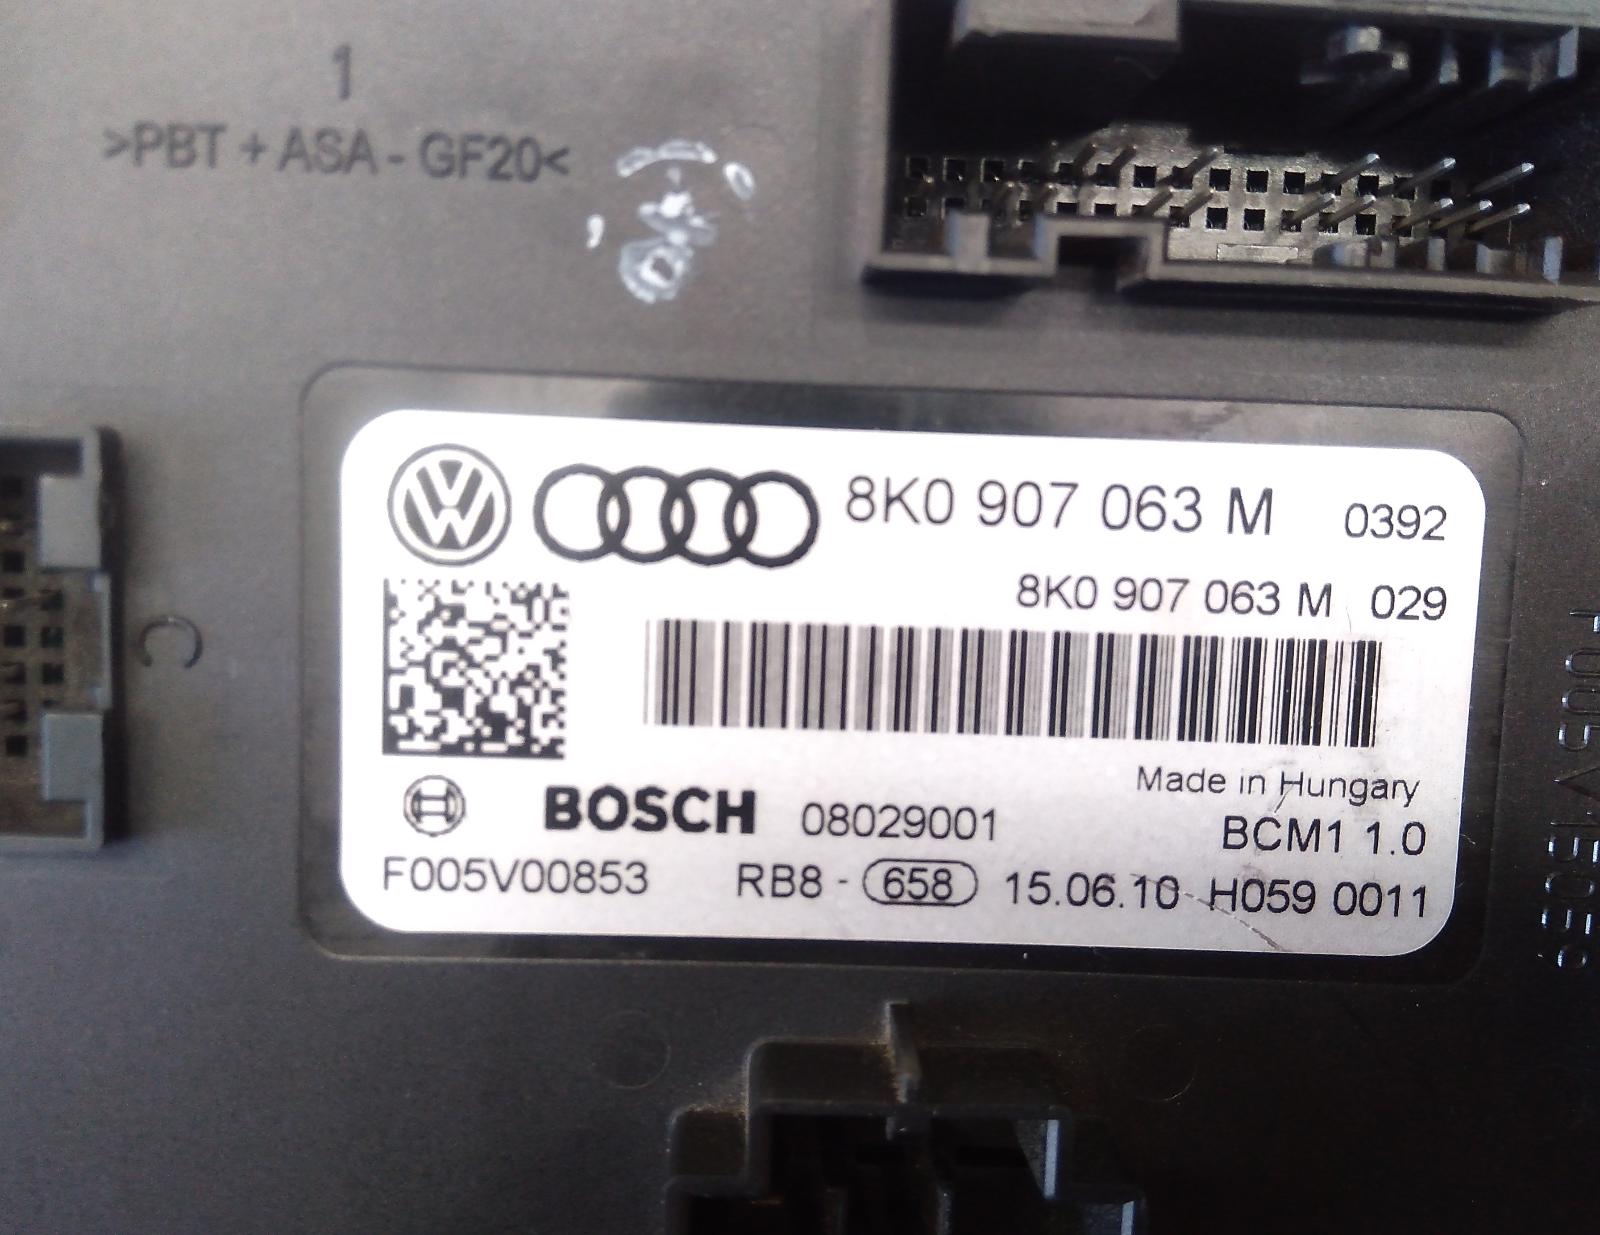 1
>PBT + ASA - GF20<
C
8K0 907 063 M 0392
8K0 907 063 M 029
Made in Hungary
BOSCH 08029001 BCM1 1.0
F005V00853 RB8 - 658 15.06.10 H059 0011